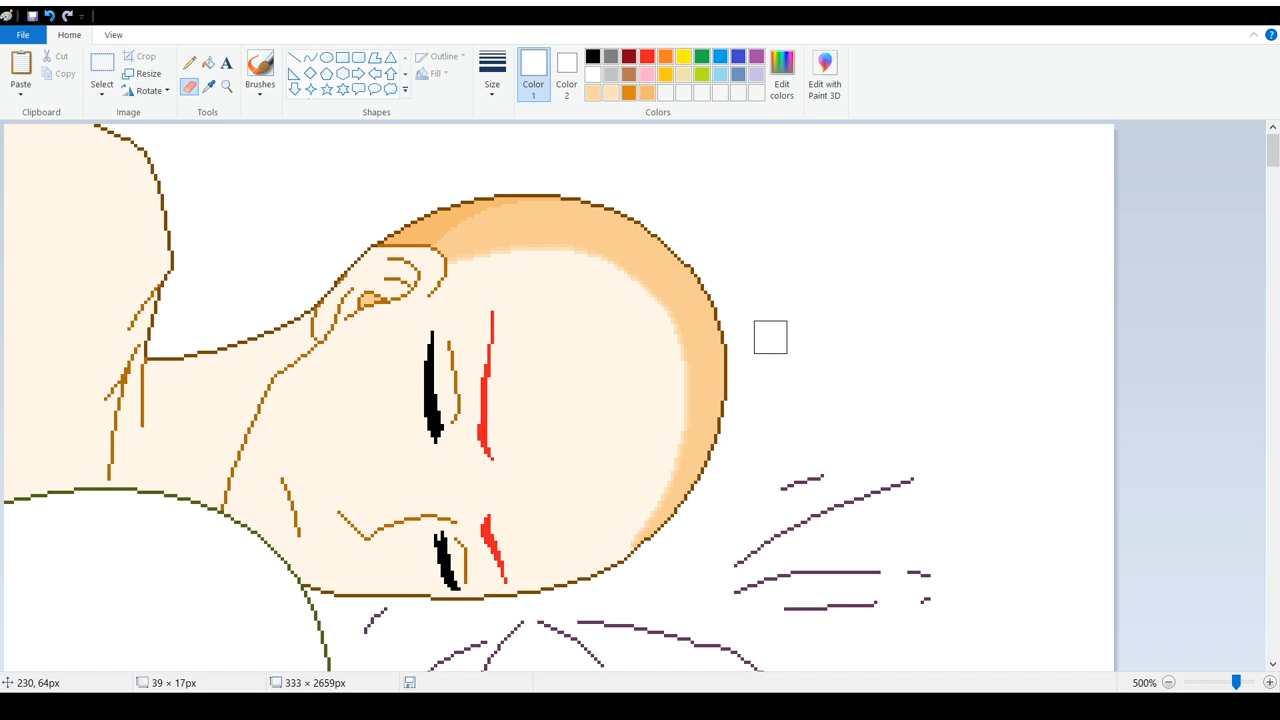 File Home View
Paste Cut Copy
Clipboard
Select Crop Resize Rotate
Image
A
Tools
Brushes
Outline Fill
Shapes
Size
Color 1
Color 2
Edit colors
Colors
Edit with Paint 3D
230, 64px 39 × 17px 333 × 2659px 500%